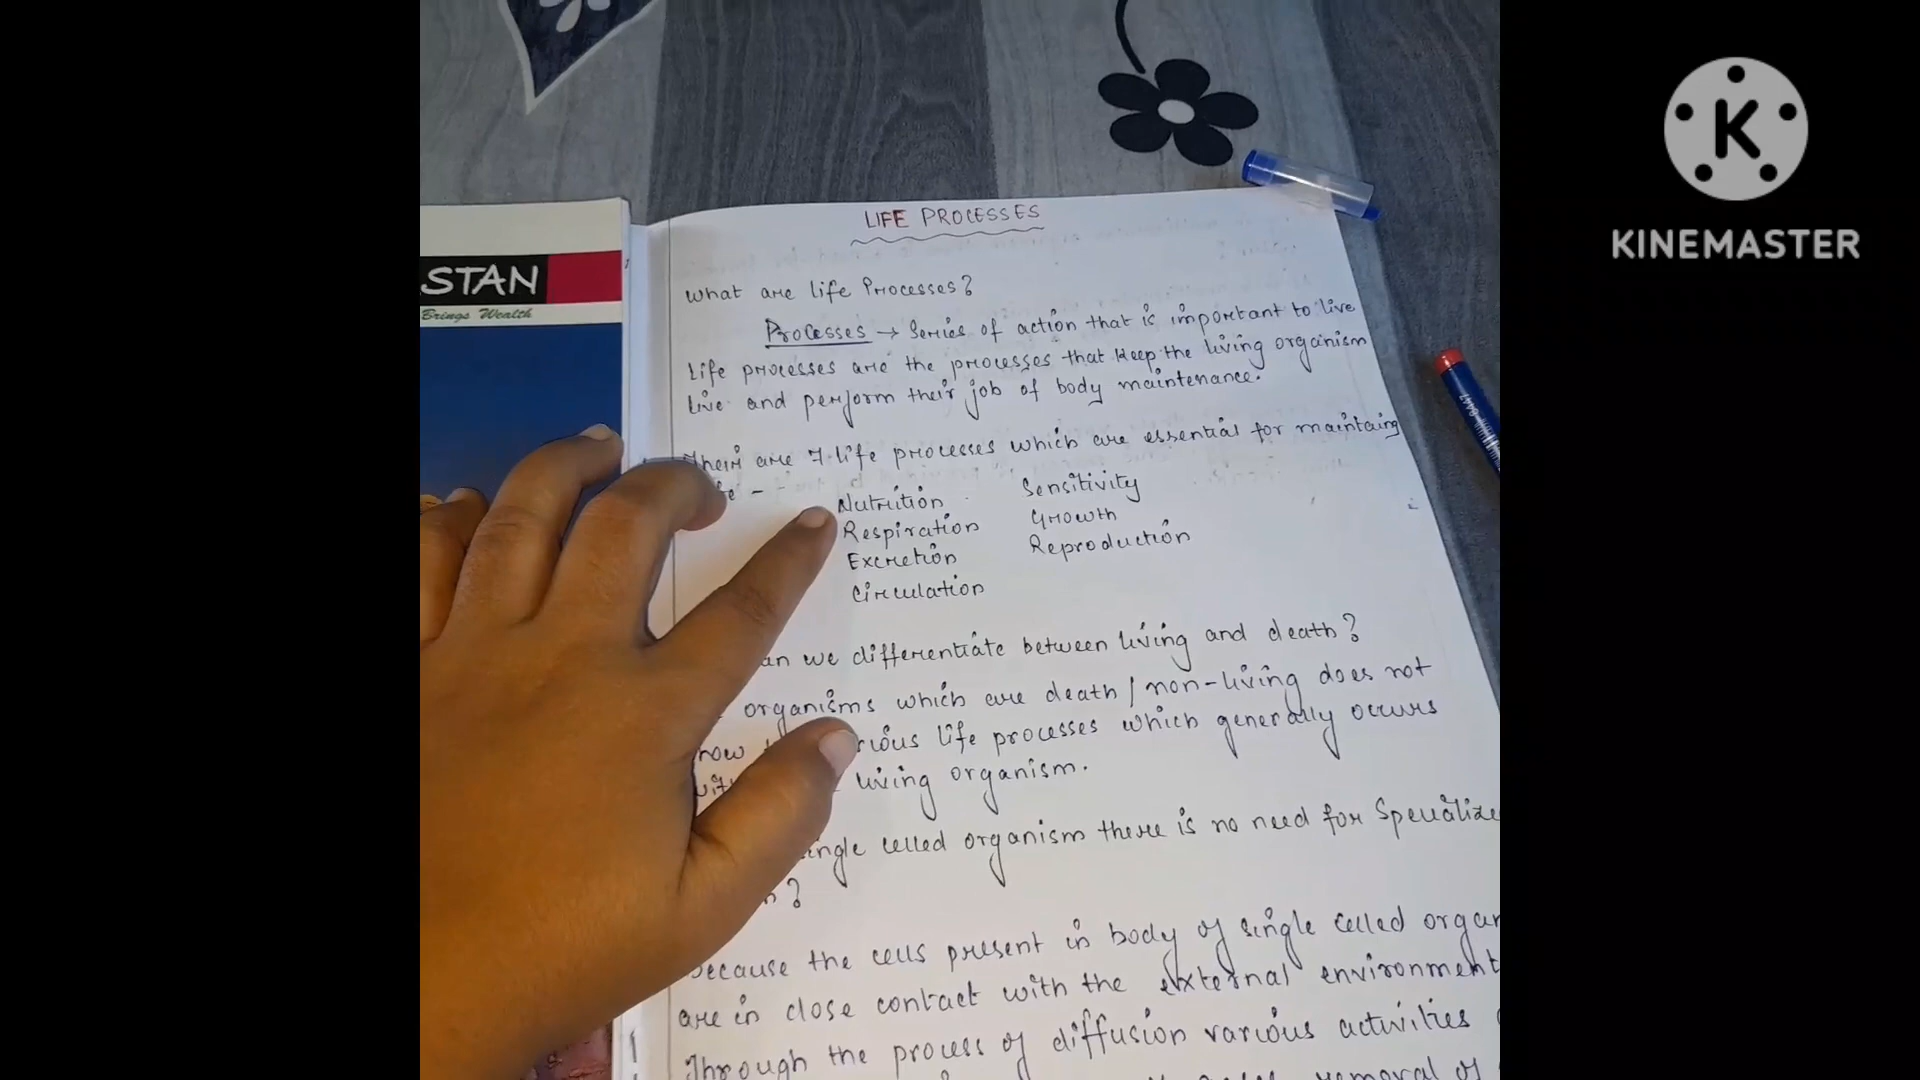 LIFE PROCESSES
What are life Processes?
Processes → Series of action that is important to live
Life processes are the processes that keep the living organism
live and perform their job of body maintenance.
Their are 7 life processes which are essential for maintaing
Nutrition
Respiration
Excretion
Circulation
Sensitivity
Growth
Reproduction
we differentiate between living and death?
organisms which are death / non-living does not
life processes which generally occurs
living organism.
celled organism there is no need for
?
Because the cells present in body of single celled
are in close contact with the external environment
Through the process of diffusion various activities
removal of
STAN
Brings Wealth
K
KINEMASTER